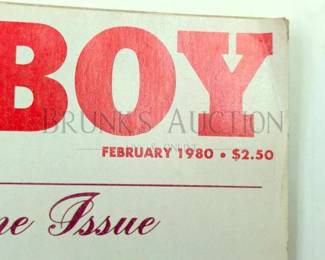 BOY
BRUNK'S AUCTION
FEBRUARY 1980 • $2.50
ne Issue